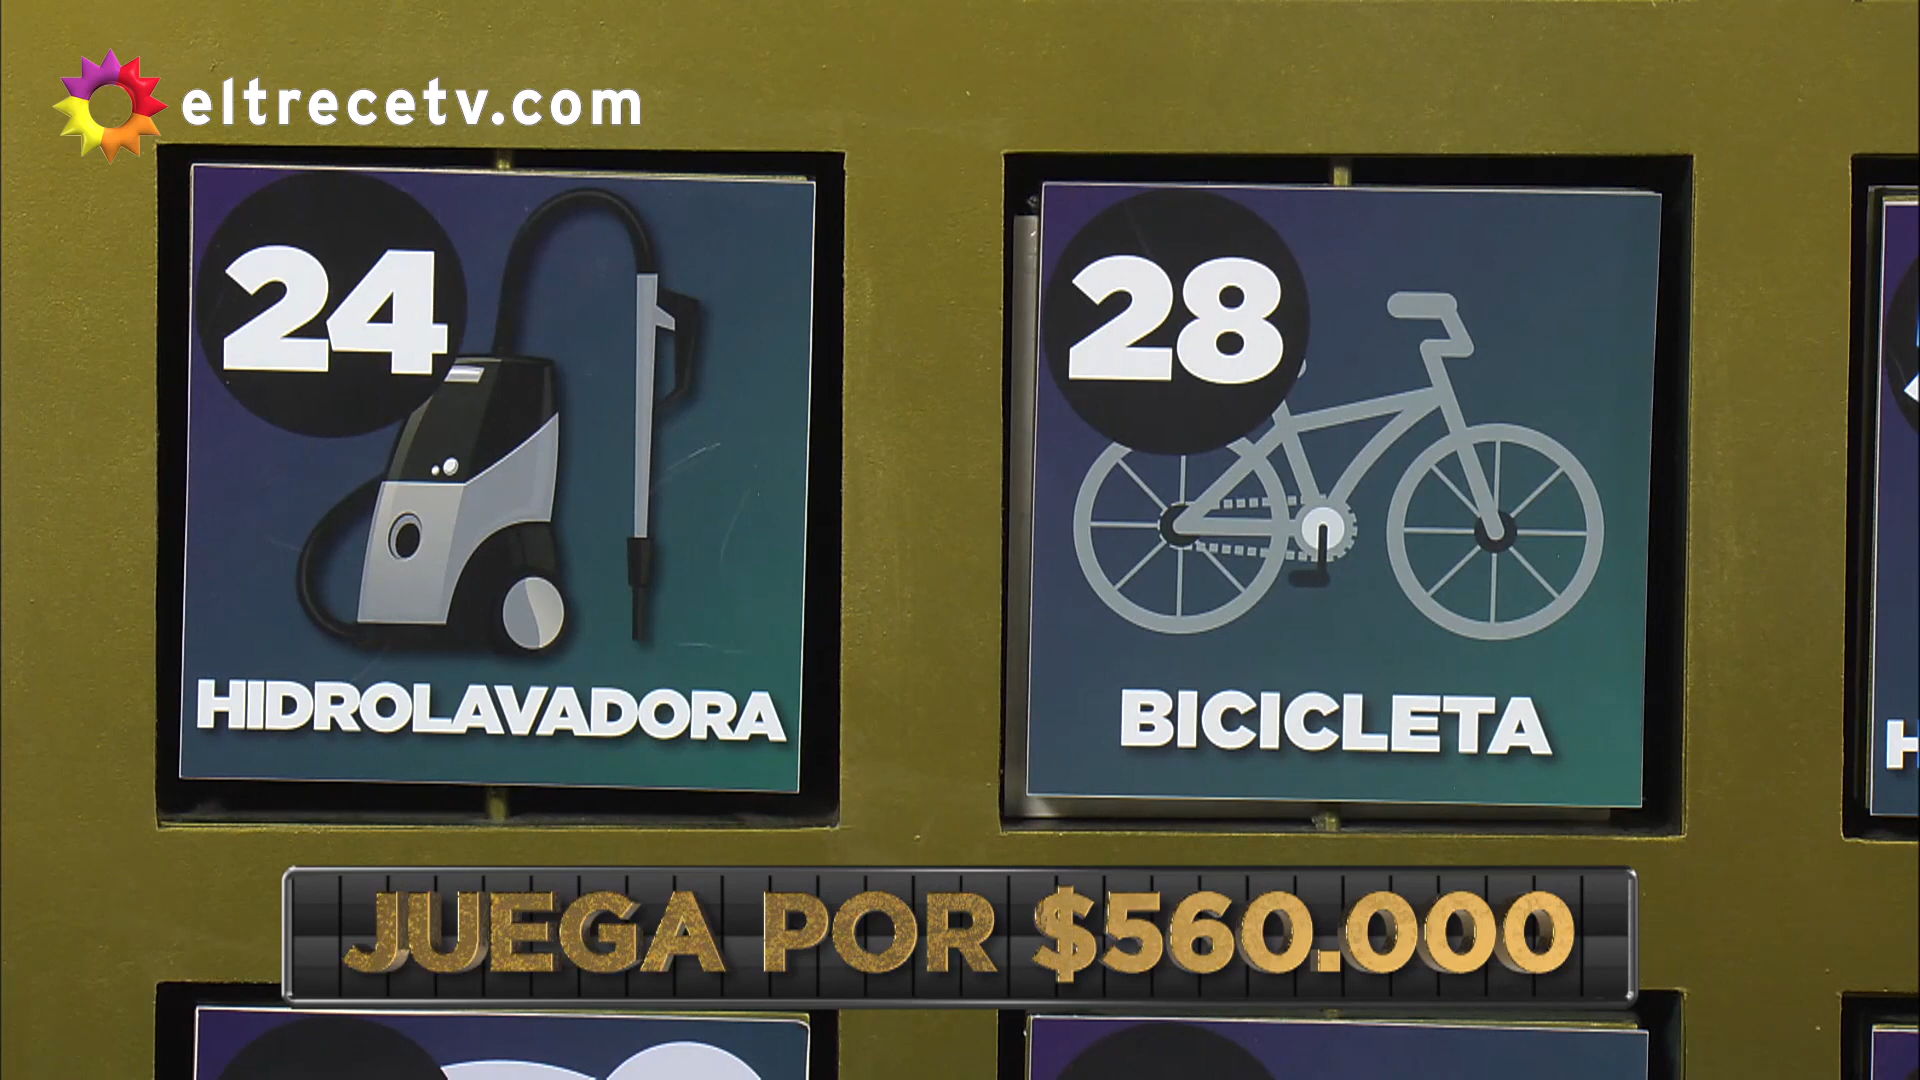 eltrecetv.com
24
28
HIDROLAVADORA
BICICLETA
JUEGA POR $560.000